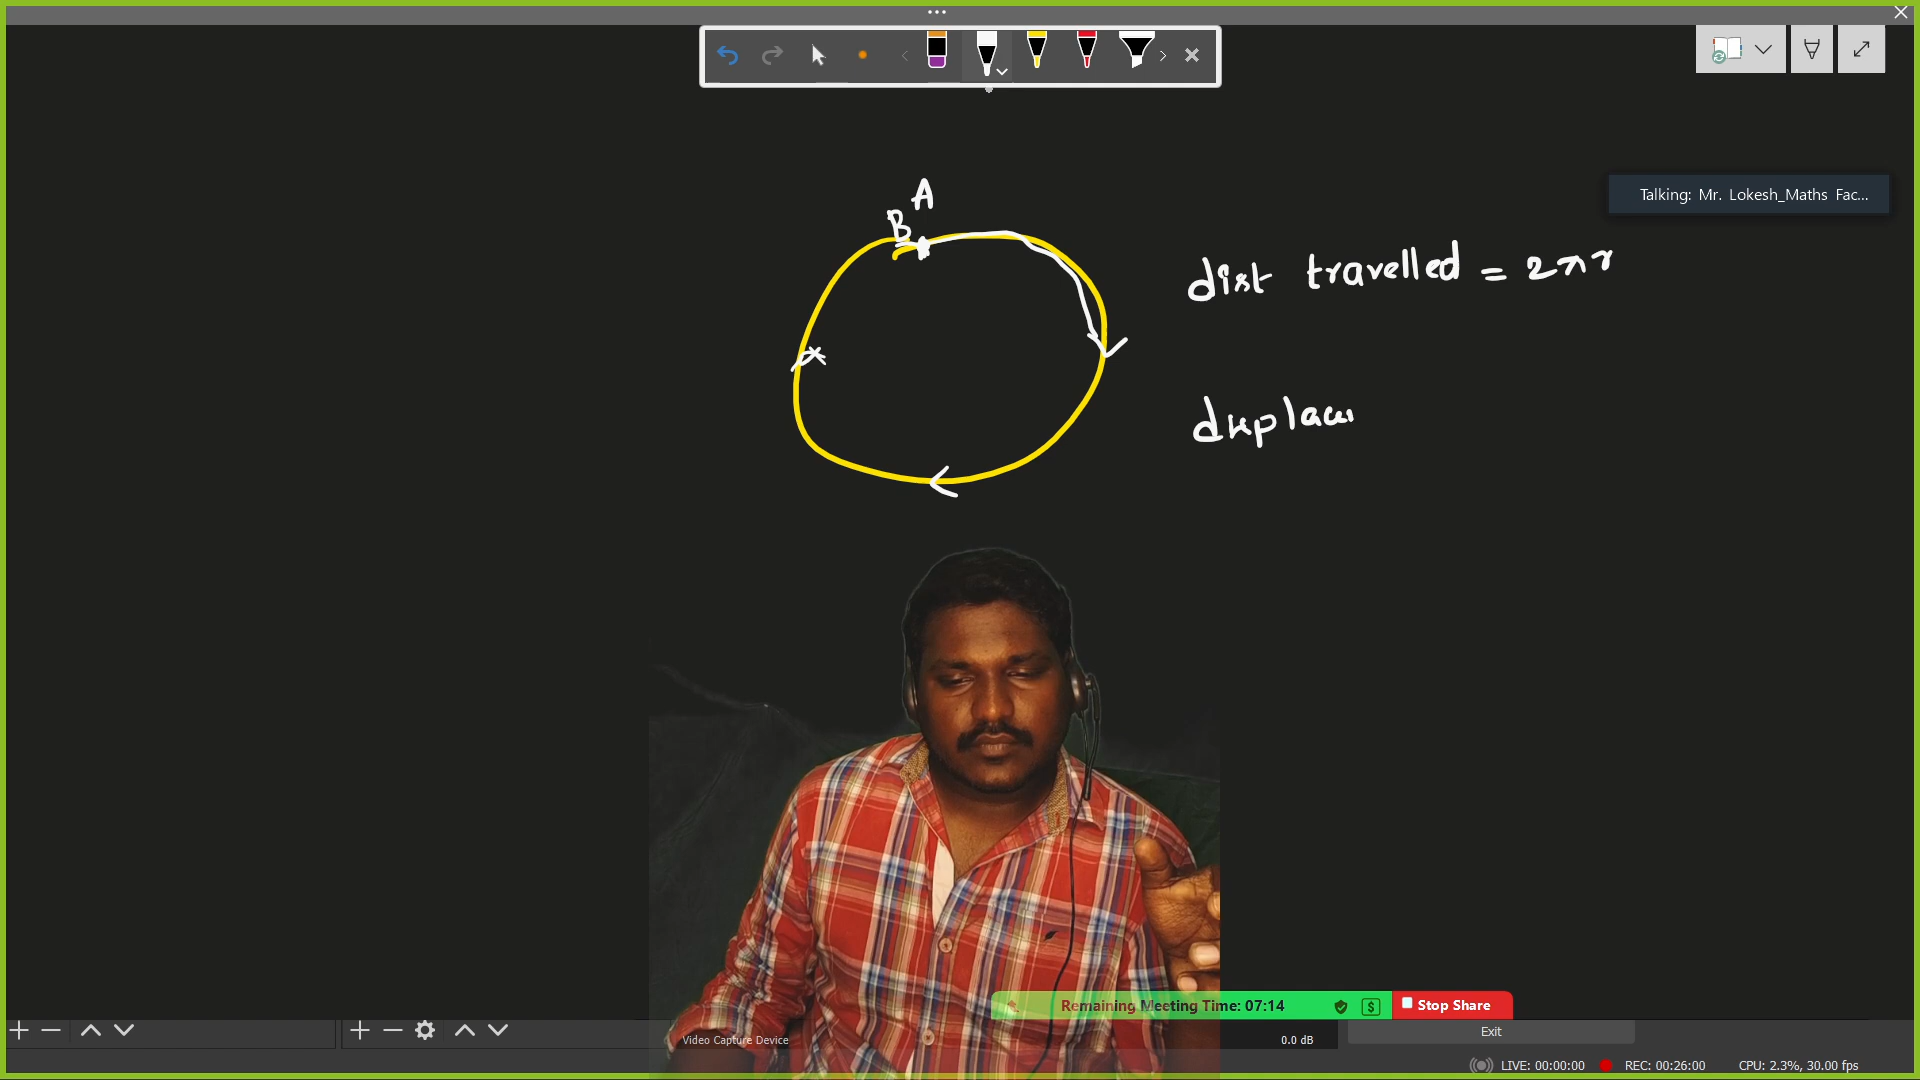 Talking: Mr. Lokesh_Maths Fac...
A
B
dist travelled = 2πr
displace
Remaining Meeting Time: 07:14
Stop Share
Exit
Video Capture Device
0.0 dB
LIVE: 00:00:00
REC: 00:26:00
CPU: 2.3%, 30.00 fps